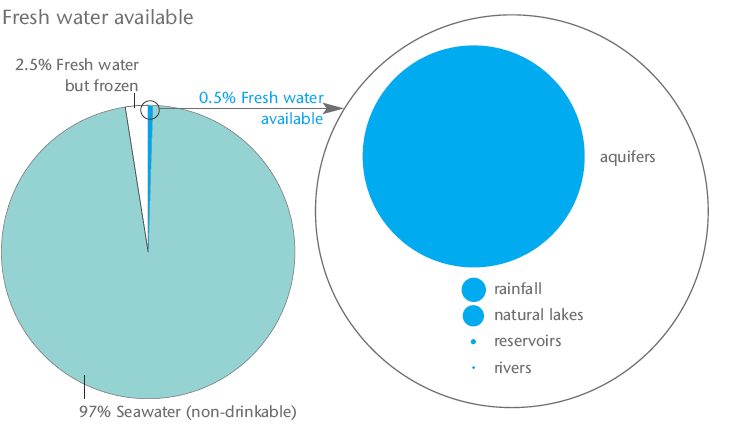 Fresh water available
2.5% Fresh water
but frozen
0.5% Fresh water
available
aquifers
rainfall
natural lakes
reservoirs
rivers
97% Seawater (non-drinkable)